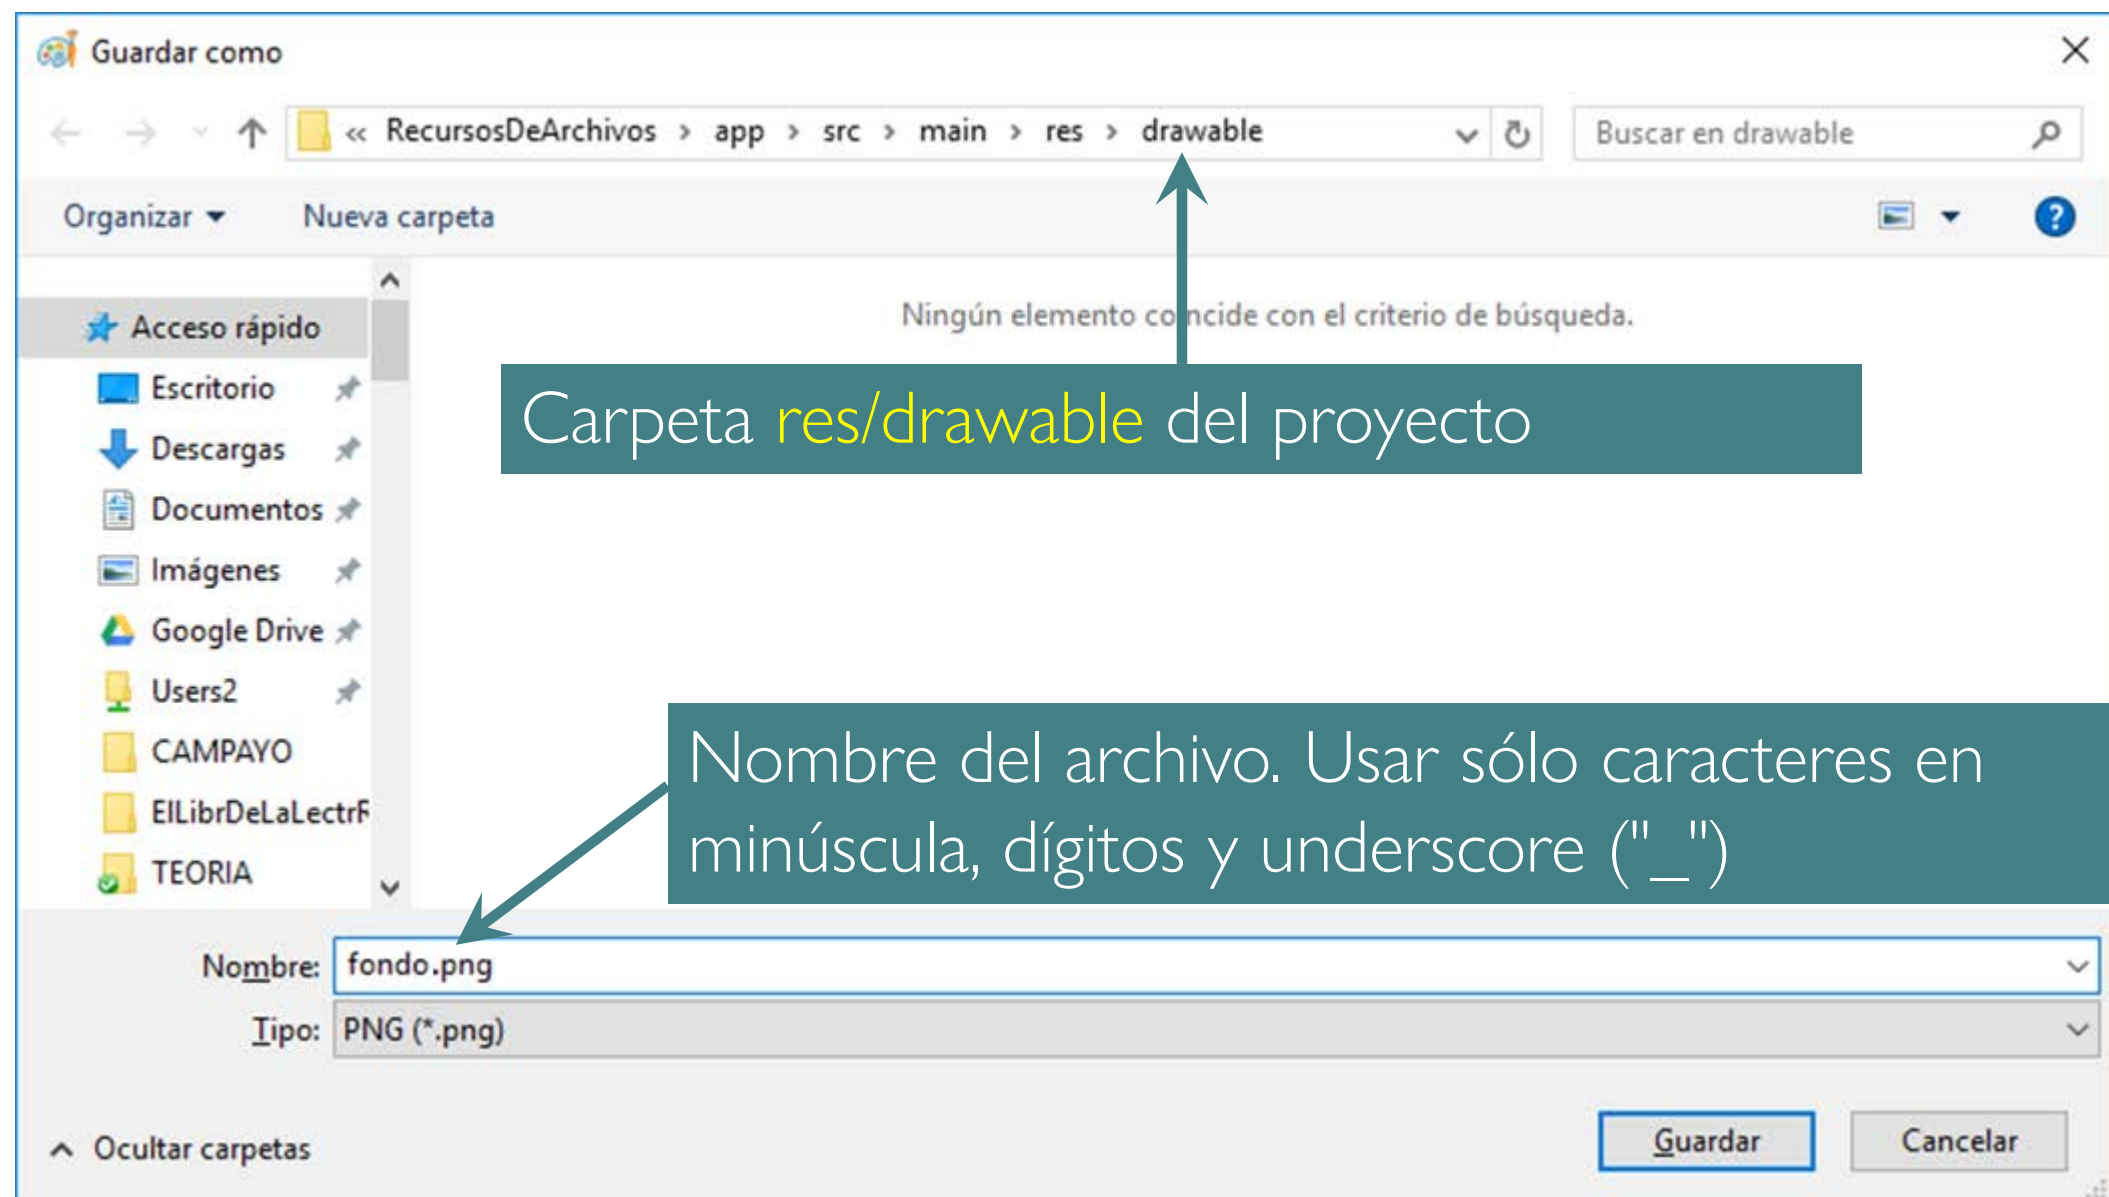 Guardar como
« RecursosDeArchivos > app > src > main > res > drawable
Buscar en drawable
Organizar
Nueva carpeta
Ningún elemento coincide con el criterio de búsqueda.
Acceso rápido
Escritorio
Descargas
Documentos
Imágenes
Google Drive
Users2
CAMPAYO
ElLibrDeLaLectrR
TEORIA
Carpeta res/drawable del proyecto
Nombre del archivo. Usar sólo caracteres en
minúscula, dígitos y underscore ("_")
Nombre: fondo.png
Tipo: PNG (*.png)
Ocultar carpetas
Guardar
Cancelar